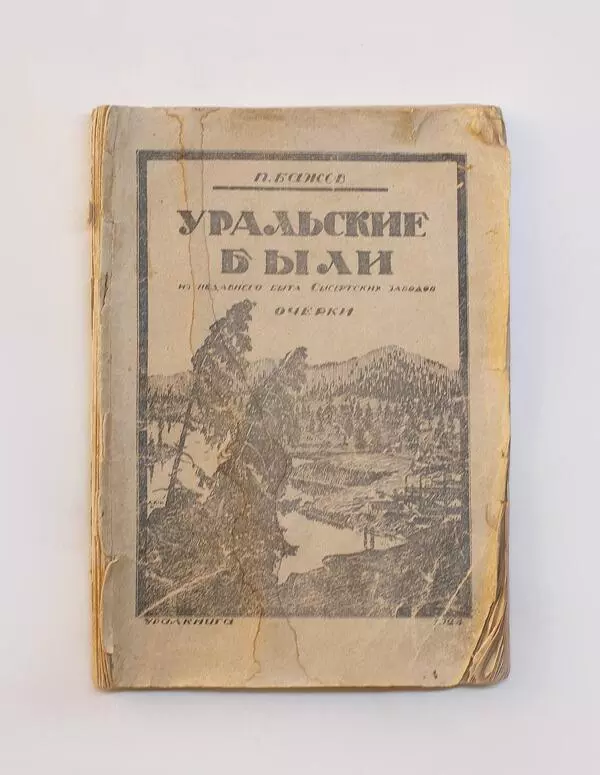 П. БАЖОВ
УРАЛЬСКИЕ
БЫЛИ
ИЗ НЕДАВНЕГО БЫТА СЫСЕРТСКИХ ЗАВОДОВ
ОЧЕРКИ
УРАЛКНИГА 1924